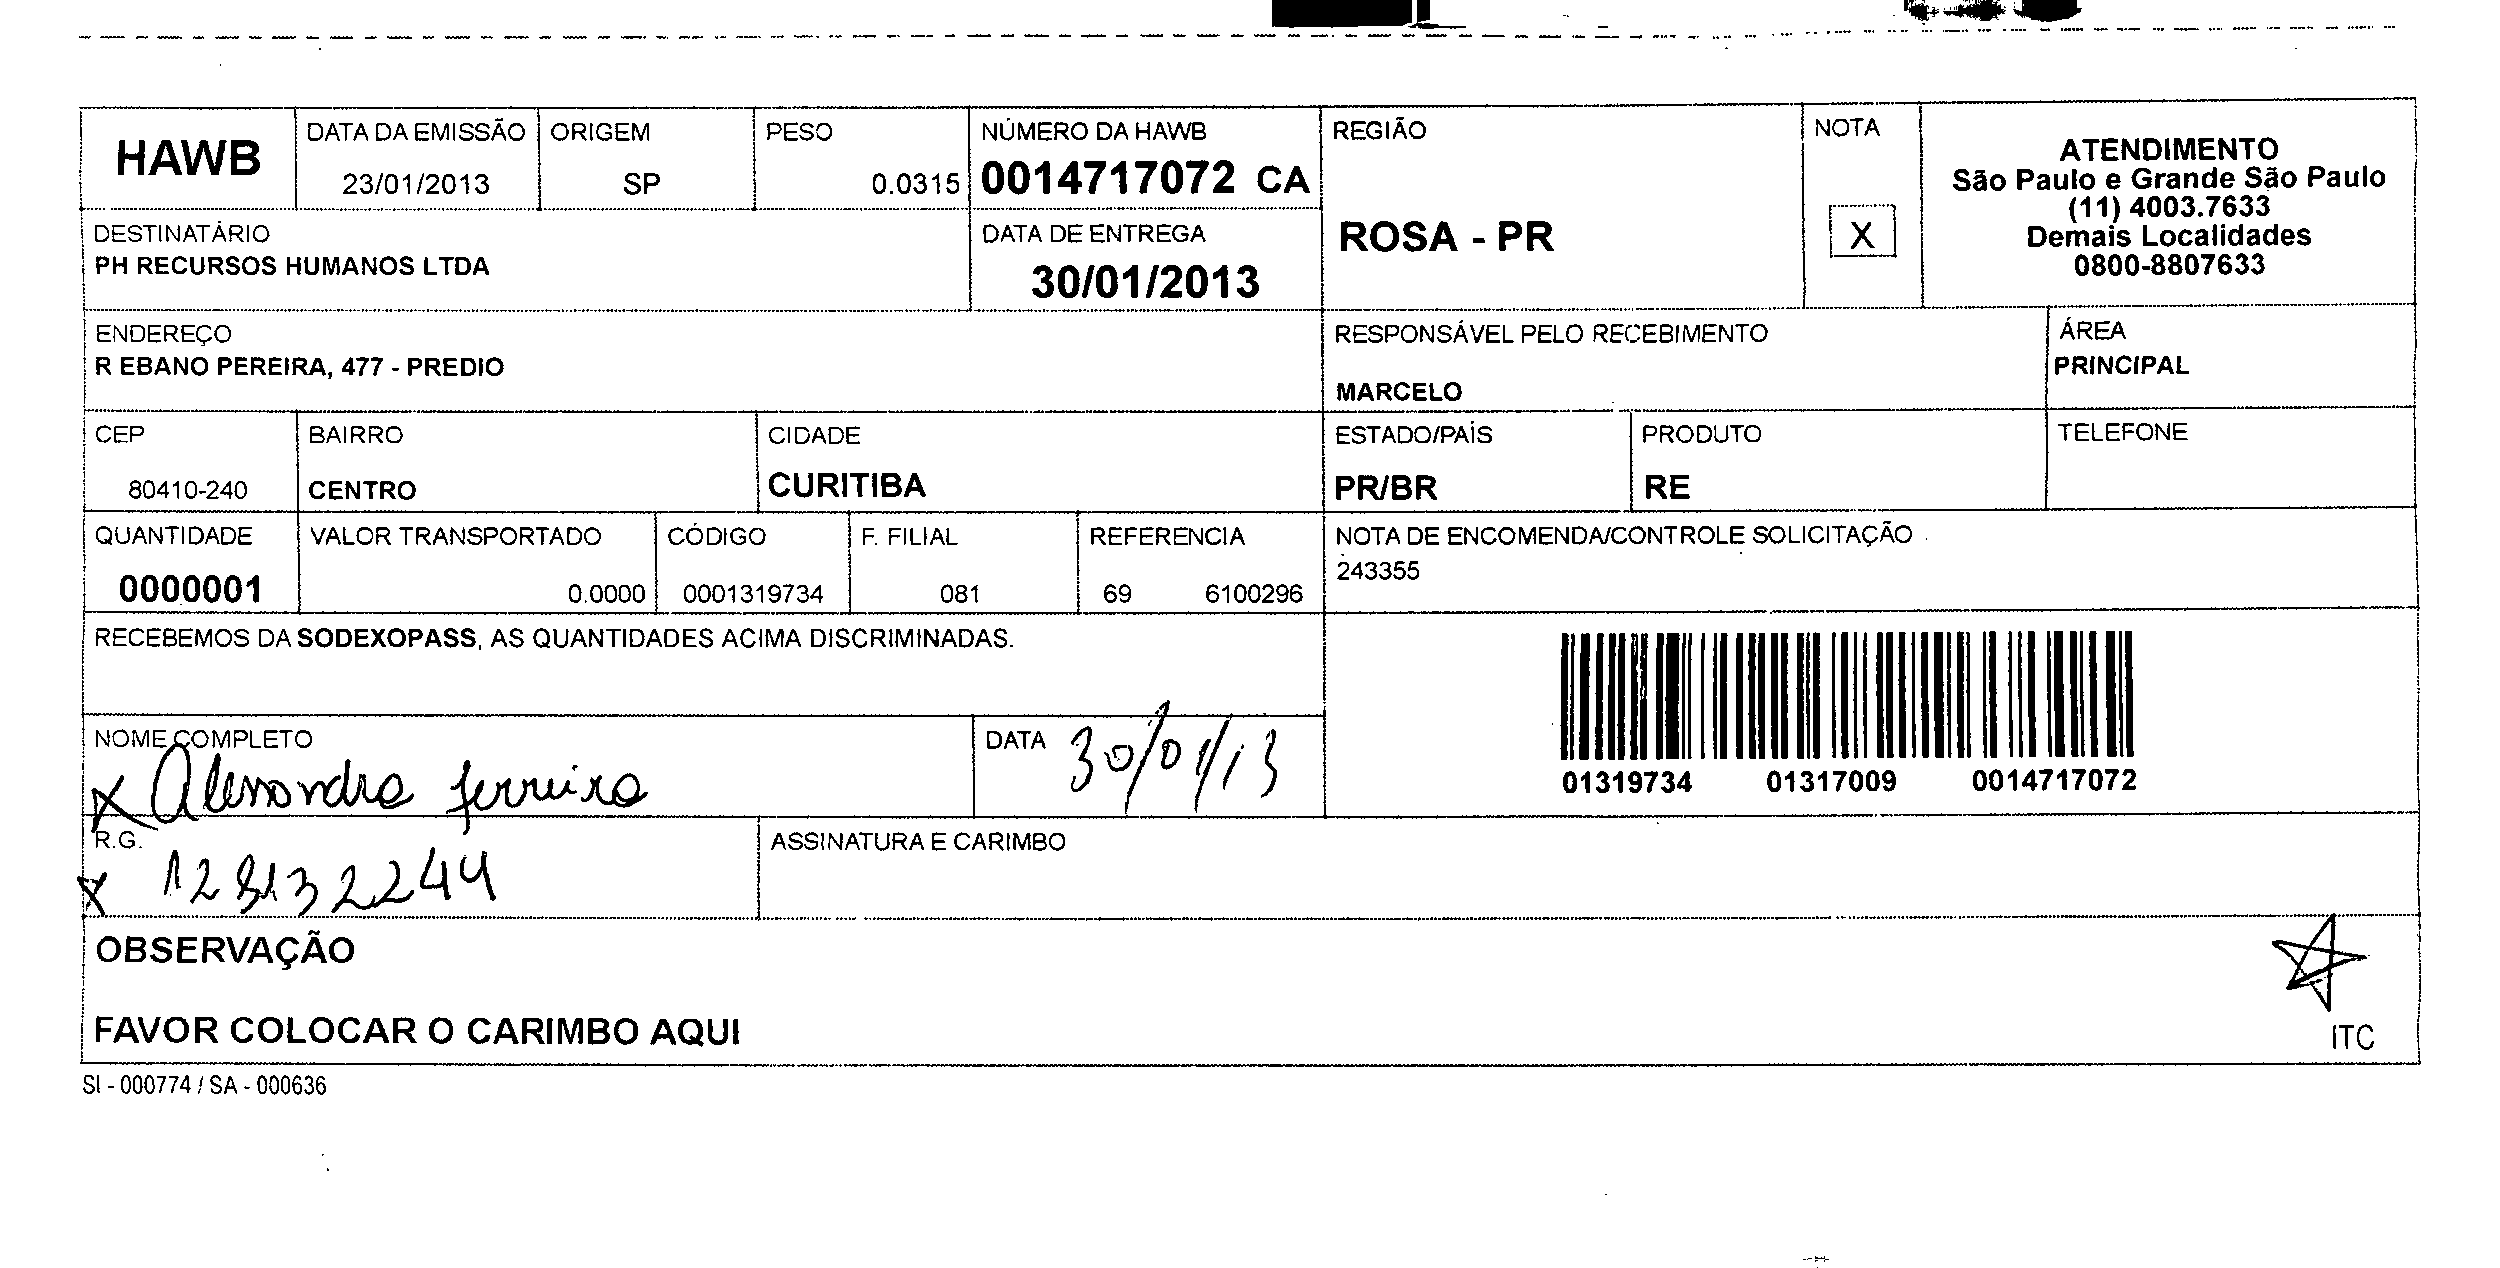 HAWB
DATA DA EMISSÃO
23/01/2013
ORIGEM
SP
PESO
0.0315
NÚMERO DA HAWB
0014717072 CA
REGIÃO
ROSA - PR
NOTA
X
ATENDIMENTO
São Paulo e Grande São Paulo
(11) 4003.7633
Demais Localidades
0800-8807633
DESTINATÁRIO
PH RECURSOS HUMANOS LTDA
DATA DE ENTREGA
30/01/2013
ENDEREÇO
R EBANO PEREIRA, 477 - PREDIO
RESPONSÁVEL PELO RECEBIMENTO
MARCELO
ÁREA
PRINCIPAL
CEP
80410-240
BAIRRO
CENTRO
CIDADE
CURITIBA
ESTADO/PAÍS
PR/BR
PRODUTO
RE
TELEFONE
QUANTIDADE
0000001
VALOR TRANSPORTADO
0.0000
CÓDIGO
0001319734
F. FILIAL
081
REFERENCIA
69 6100296
NOTA DE ENCOMENDA/CONTROLE SOLICITAÇÃO
243355
RECEBEMOS DA SODEXOPASS, AS QUANTIDADES ACIMA DISCRIMINADAS.
01319734 01317009 0014717072
NOME COMPLETO
x Alessandra Ferreira
DATA
30/01/13
R.G.
x 128132244
ASSINATURA E CARIMBO
OBSERVAÇÃO
FAVOR COLOCAR O CARIMBO AQUI
ITC
SI - 000774 / SA - 000636